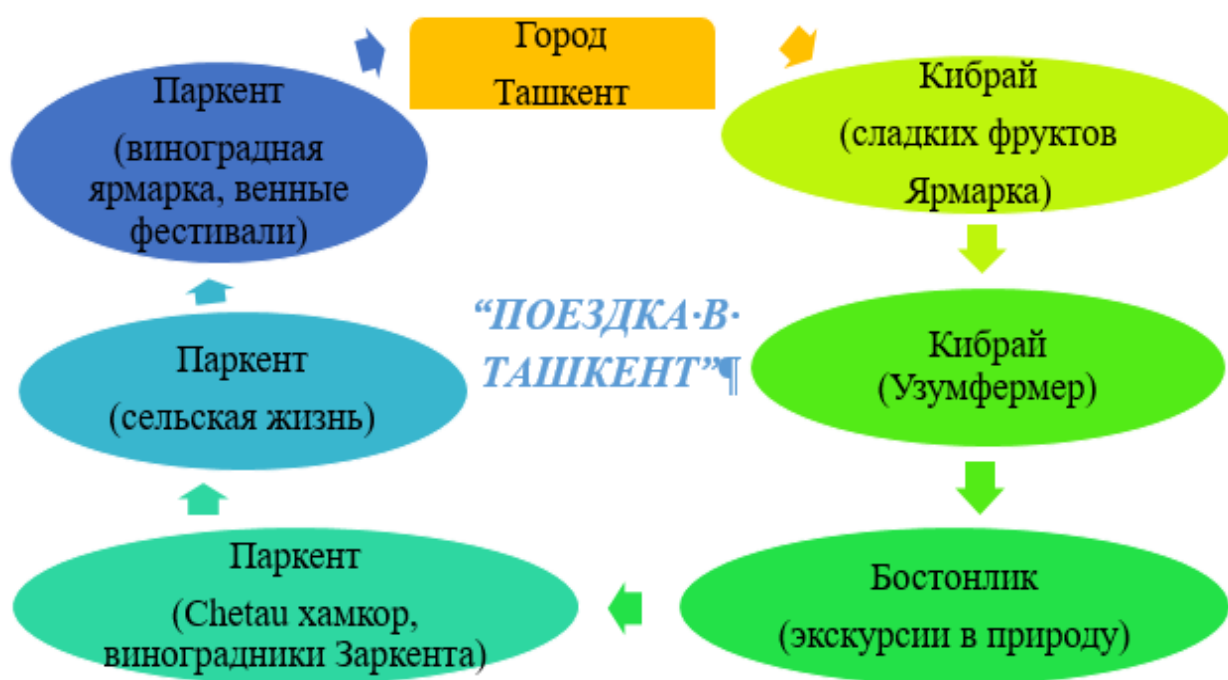 Город
Ташкент
Кибрай
(сладких фруктов
Ярмарка)
Кибрай
(Узумфермер)
Бостонлик
(экскурсии в природу)
Паркент
(Chetau хамкор,
виноградники Заркента)
Паркент
(сельская жизнь)
Паркент
(виноградная
ярмарка, венные
фестивали)
“ПОЕЗДКА·В·
ТАШКЕНТ”¶